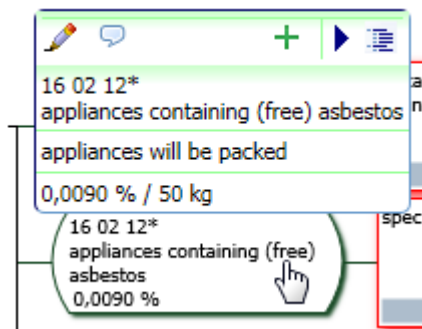 16 02 12*
appliances containing (free) asbestos
appliances will be packed
0,0090 % / 50 kg
16 02 12*
appliances containing (free)
asbestos
0,0090 %
spec